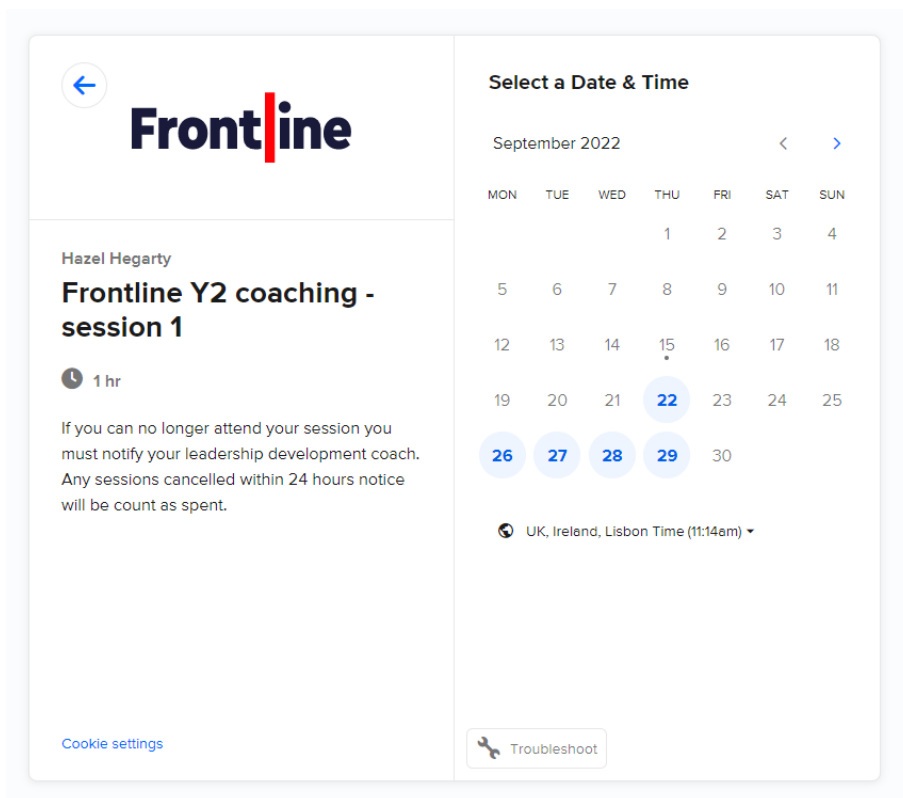 Frontline
Hazel Hegarty
Frontline Y2 coaching -
session 1
1 hr
If you can no longer attend your session you
must notify your leadership development coach.
Any sessions cancelled within 24 hours notice
will be count as spent.
Cookie settings
Select a Date & Time
September 2022
MON TUE WED THU FRI SAT SUN
1 2 3 4
5 6 7 8 9 10 11
12 13 14 15 16 17 18
19 20 21 22 23 24 25
26 27 28 29 30
UK, Ireland, Lisbon Time (11:14am)
Troubleshoot